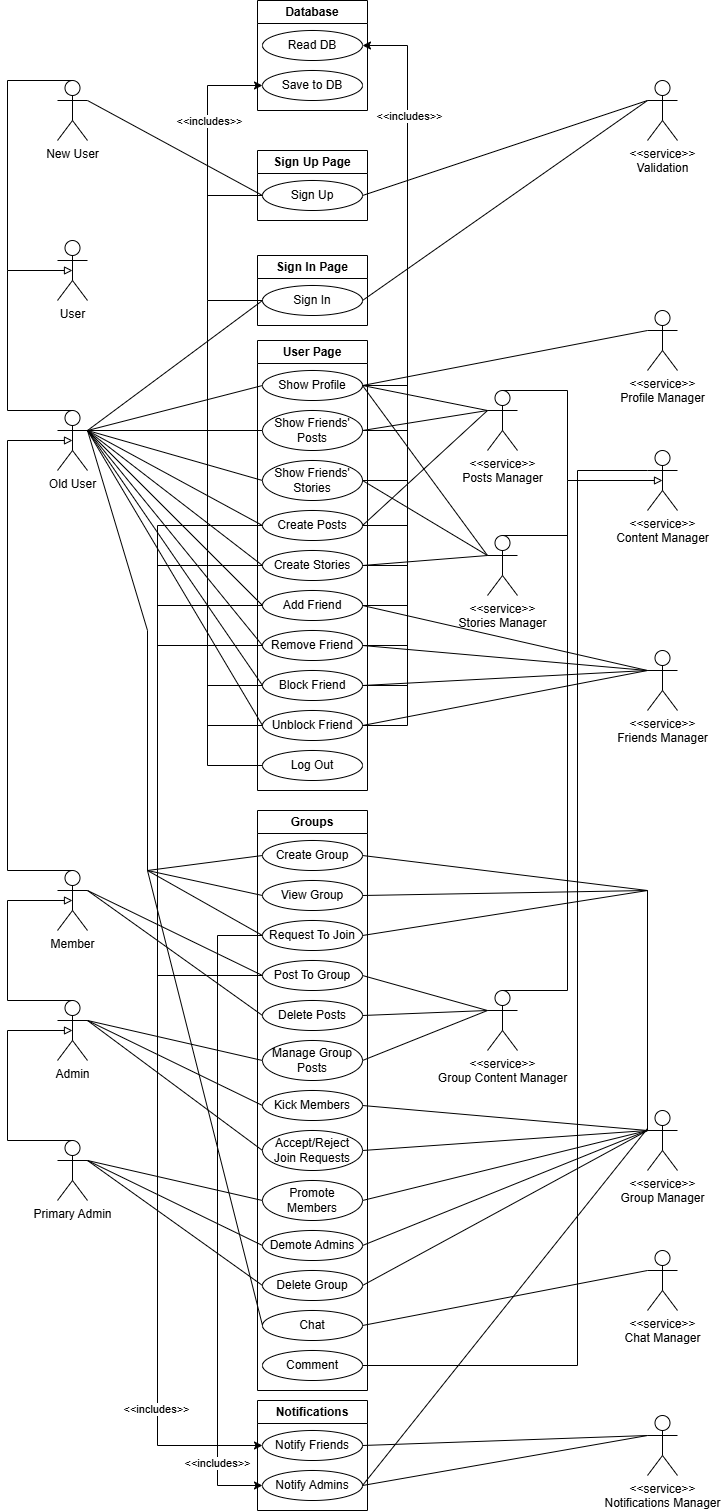 Database
Read DB
Save to DB
<<includes>>
<<includes>>
New User
Sign Up Page
Sign Up
<<service>>
Validation
User
Sign In Page
Sign In
User Page
Show Profile
Show Friends'
Posts
Show Friends'
Stories
Create Posts
Create Stories
Add Friend
Remove Friend
Block Friend
Unblock Friend
Log Out
<<service>>
Profile Manager
<<service>>
Posts Manager
Old User
<<service>>
Content Manager
<<service>>
Stories Manager
<<service>>
Friends Manager
Groups
Create Group
View Group
Request To Join
Post To Group
Delete Posts
Manage Group
Posts
Kick Members
Accept/Reject
Join Requests
Promote
Members
Demote Admins
Delete Group
Chat
Comment
Member
Admin
Primary Admin
<<service>>
Group Content Manager
<<service>>
Group Manager
<<service>>
Chat Manager
<<includes>>
Notifications
Notify Friends
<<includes>>
Notify Admins
<<service>>
Notifications Manager